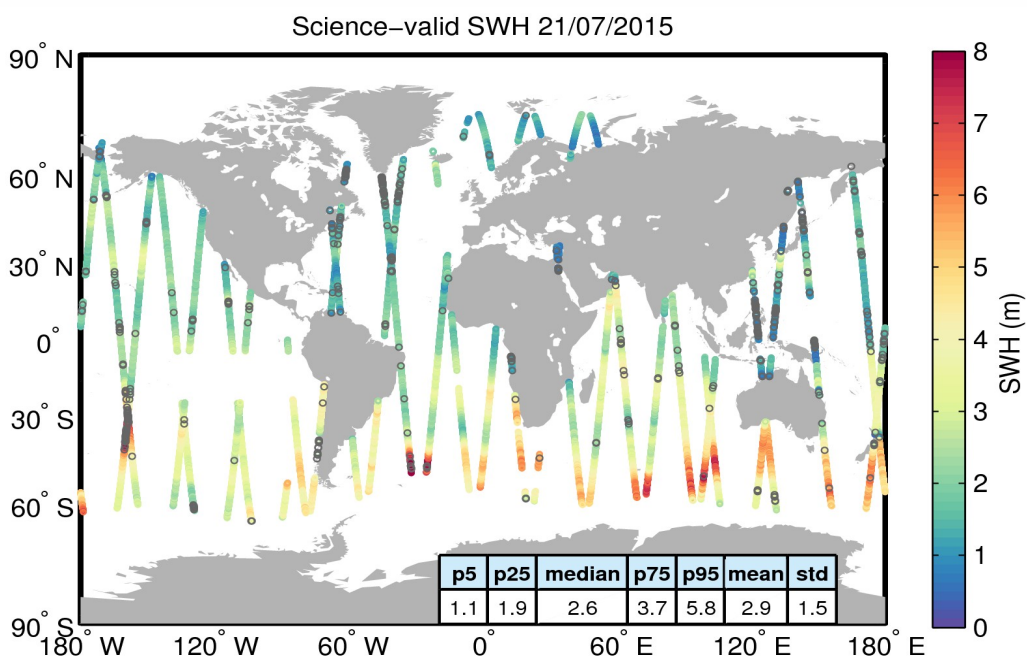 Science−valid SWH 21/07/2015
90° N
60° N
30° N
0°
30° S
60° S
90° S
180° W
120° W
60° W
0°
60° E
120° E
180° E
p5 p25 median p75 p95 mean std
1.1 1.9 2.6 3.7 5.8 2.9 1.5
8
7
6
5
4
3
2
1
0
SWH (m)